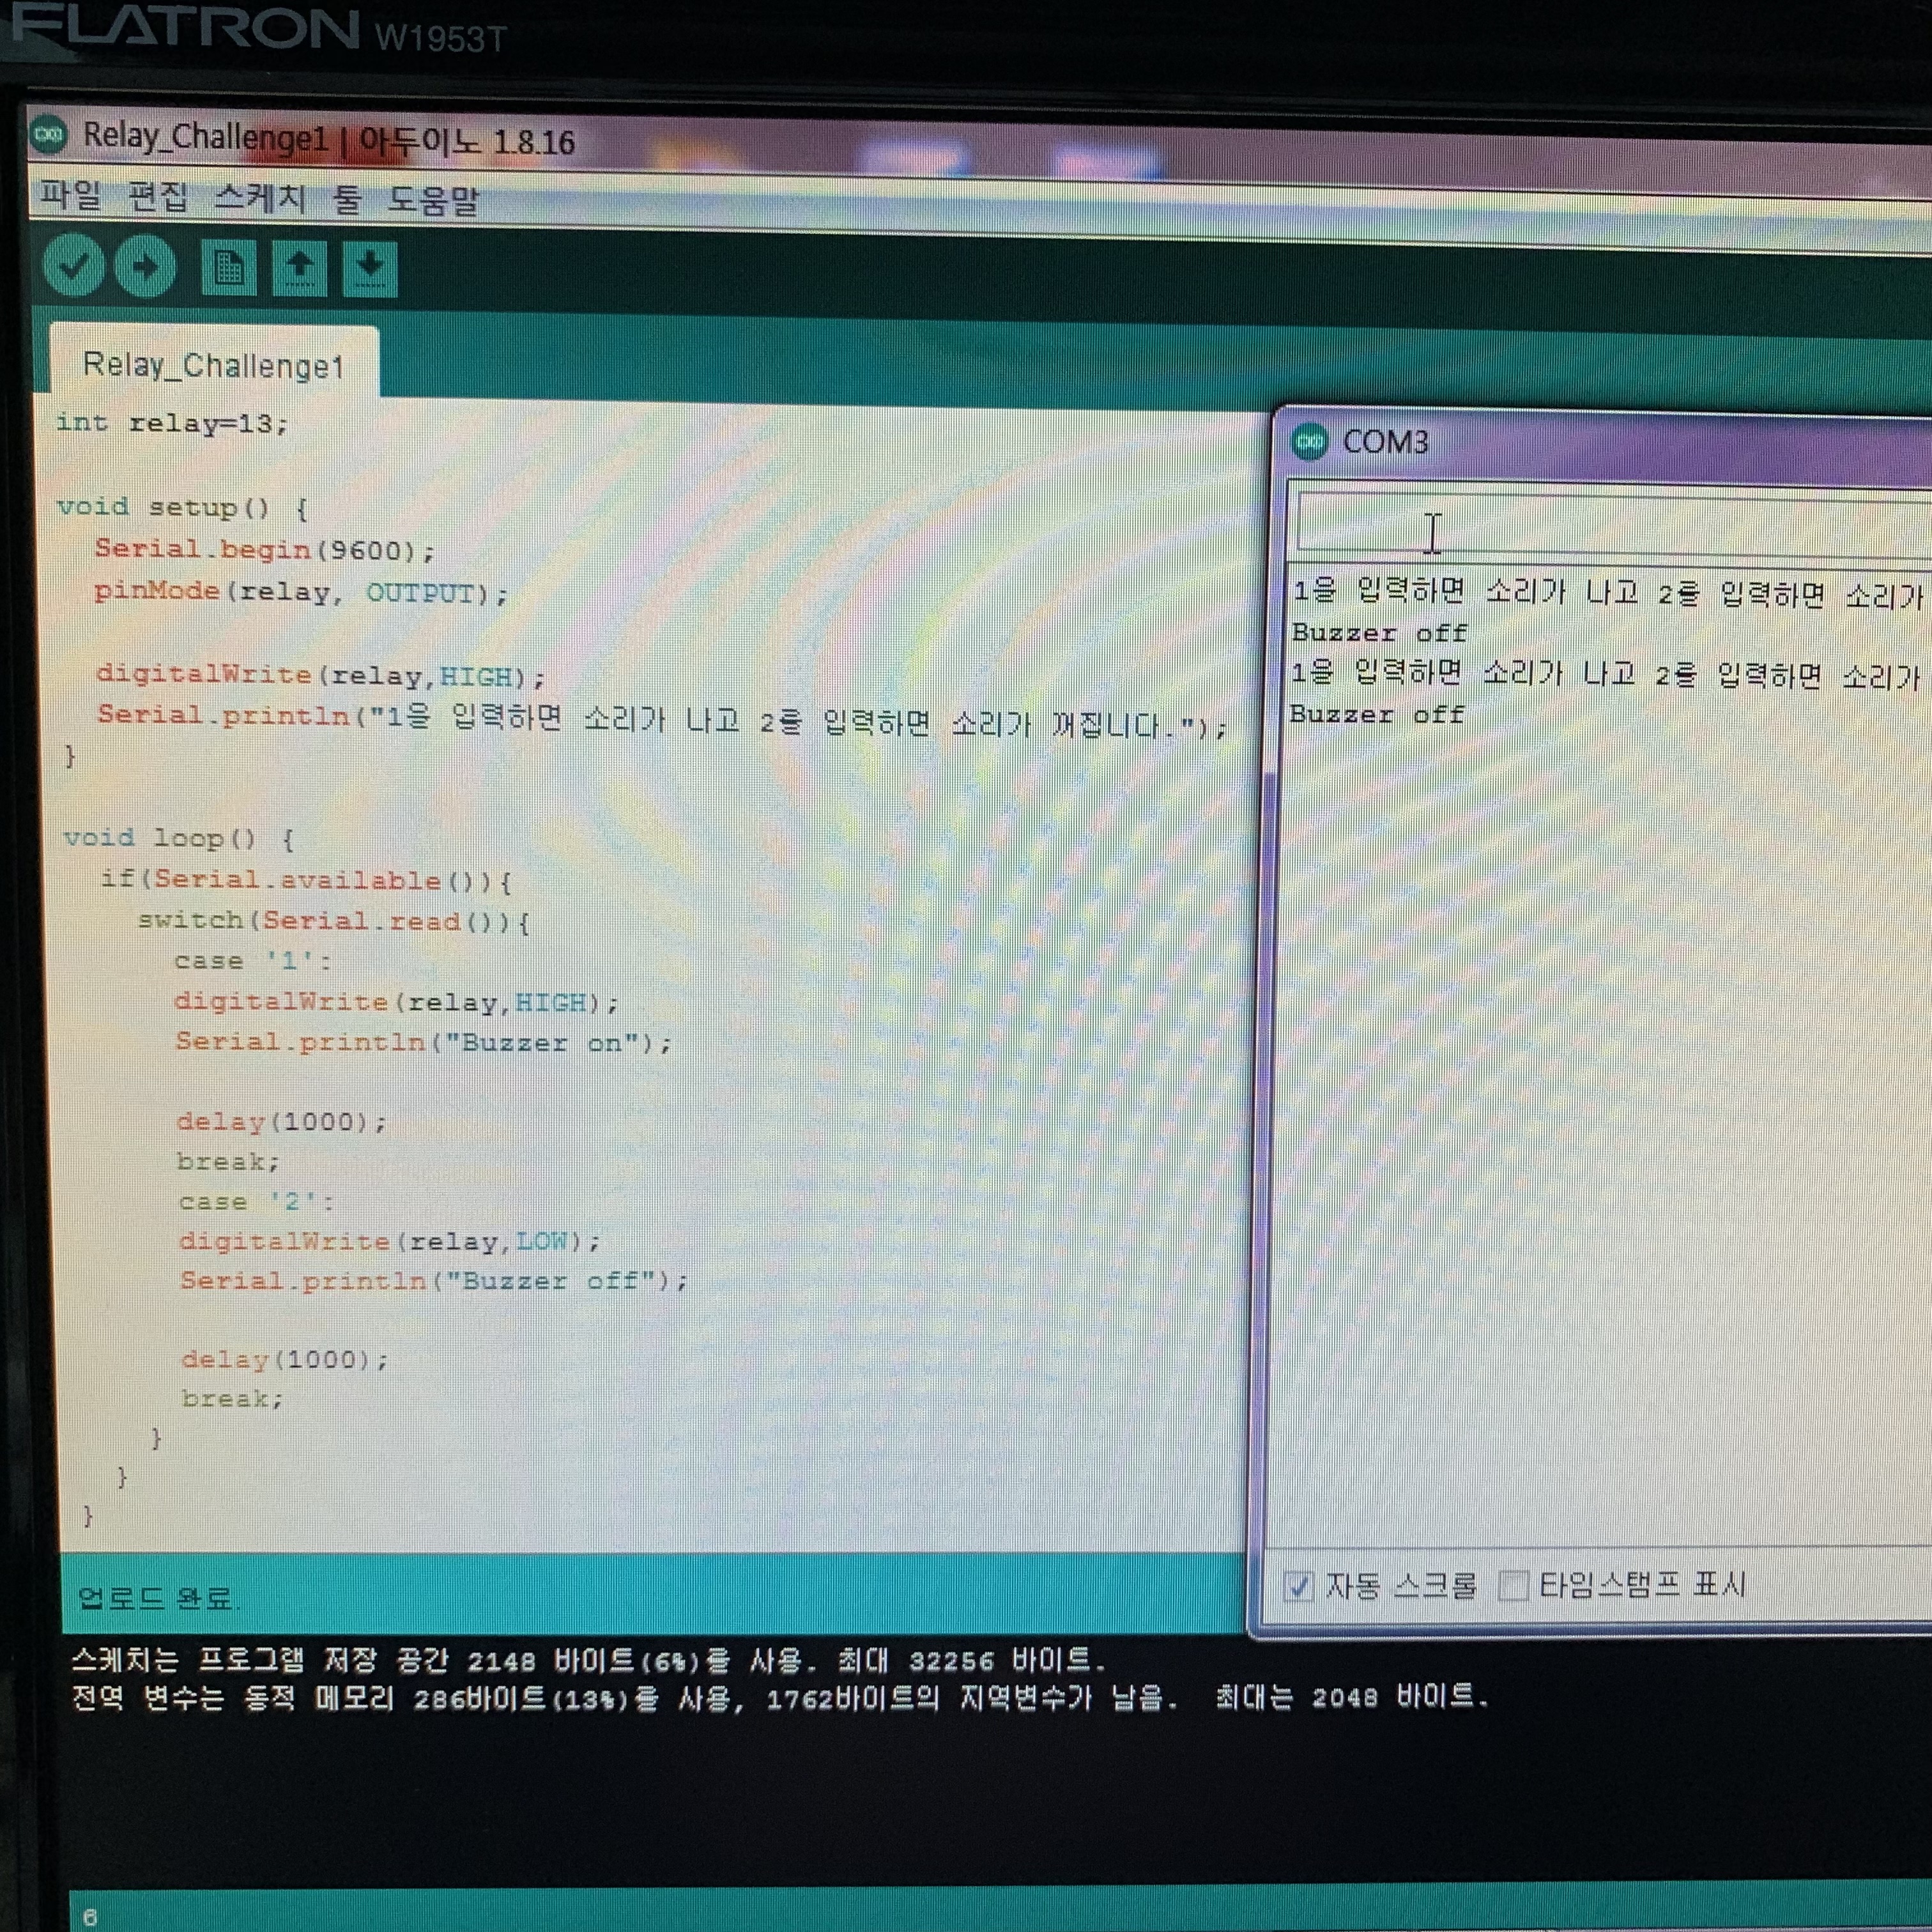 FLATRON W1953T
Relay_Challenge1 | 아두이노 1.8.16
파일 편집 스케치 툴 도움말
Relay_Challenge1
int relay=13;
void setup() {
Serial.begin(9600);
pinMode(relay, OUTPUT);
digitalWrite(relay,HIGH);
Serial.println("1을 입력하면 소리가 나고 2를 입력하면 소리가 꺼집니다.");
}
void loop() {
if(Serial.available()){
switch(Serial.read()){
case '1':
digitalWrite(relay,HIGH);
Serial.println("Buzzer on");
delay(1000);
break;
case '2':
digitalWrite(relay,LOW);
Serial.println("Buzzer off");
delay(1000);
break;
}
}
}
COM3
1을 입력하면 소리가 나고 2를 입력하면 소리가
Buzzer off
1을 입력하면 소리가 나고 2를 입력하면 소리가
Buzzer off
자동 스크롤 타임스탬프 표시
업로드 완료.
스케치는 프로그램 저장 공간 2148 바이트(6%)를 사용. 최대 32256 바이트.
전역 변수는 동적 메모리 286바이트(13%)를 사용, 1762바이트의 지역변수가 남음. 최대는 2048 바이트.
6